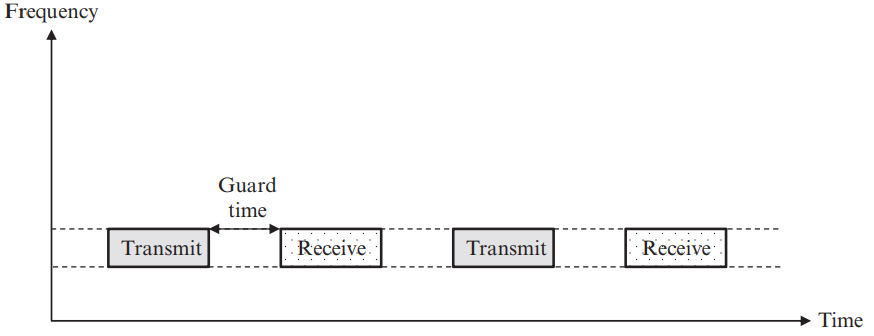 Frequency
Guard
time
Transmit
Receive
Transmit
Receive
Time